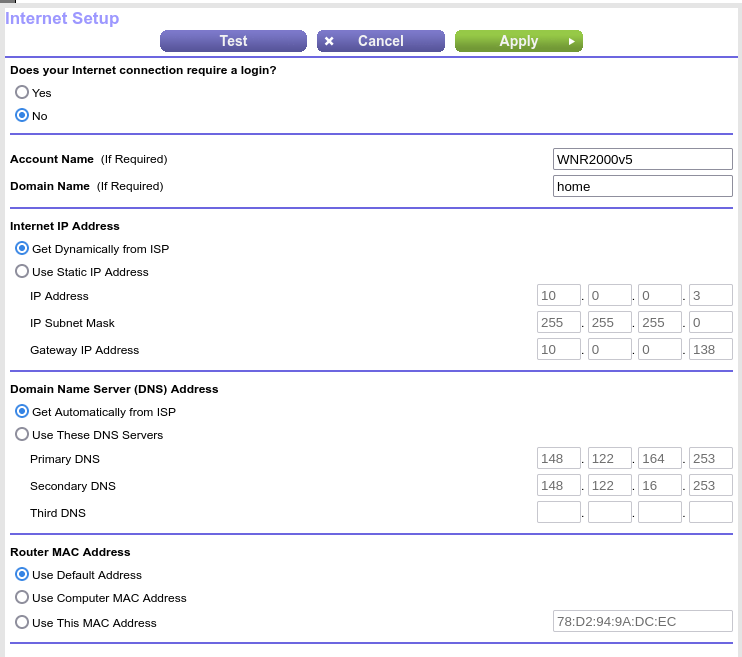 Internet Setup
Test Cancel Apply
Does your Internet connection require a login?
Yes
No
Account Name (If Required) WNR2000v5
Domain Name (If Required) home
Internet IP Address
Get Dynamically from ISP
Use Static IP Address
IP Address 10 . 0 . 0 . 3
IP Subnet Mask 255 . 255 . 255 . 0
Gateway IP Address 10 . 0 . 0 . 138
Domain Name Server (DNS) Address
Get Automatically from ISP
Use These DNS Servers
Primary DNS 148 . 122 . 164 . 253
Secondary DNS 148 . 122 . 16 . 253
Third DNS . . .
Router MAC Address
Use Default Address
Use Computer MAC Address
Use This MAC Address 78:D2:94:9A:DC:EC